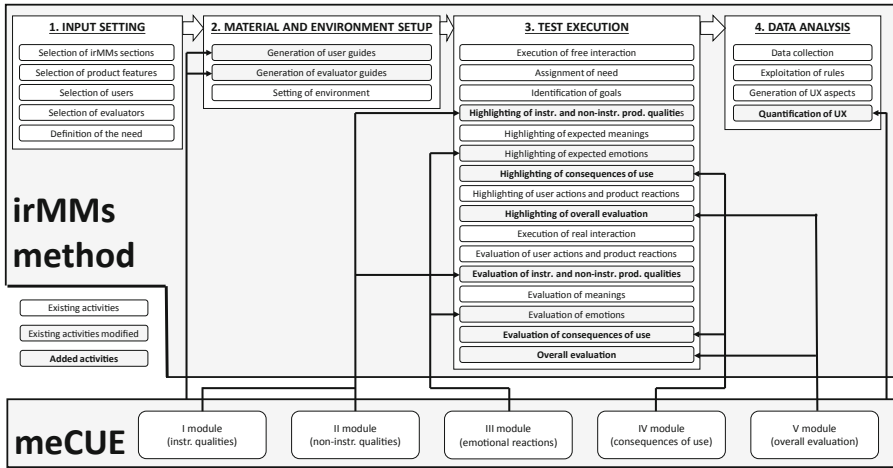 1. INPUT SETTING
Selection of irMMs sections
Selection of product features
Selection of users
Selection of evaluators
Definition of the need
2. MATERIAL AND ENVIRONMENT SETUP
Generation of user guides
Generation of evaluator guides
Setting of environment
3. TEST EXECUTION
Execution of free interaction
Assignment of need
Identification of goals
Highlighting of instr. and non-instr. prod. qualities
Highlighting of expected meanings
Highlighting of expected emotions
Highlighting of consequences of use
Highlighting of user actions and product reactions
Highlighting of overall evaluation
Execution of real interaction
Evaluation of user actions and product reactions
Evaluation of instr. and non-instr. prod. qualities
Evaluation of meanings
Evaluation of emotions
Evaluation of consequences of use
Overall evaluation
4. DATA ANALYSIS
Data collection
Exploitation of rules
Generation of UX aspects
Quantification of UX
irMMs
method
Existing activities
Existing activities modified
Added activities
meCUE
I module
(instr. qualities)
II module
(non-instr. qualities)
III module
(emotional reactions)
IV module
(consequences of use)
V module
(overall evaluation)